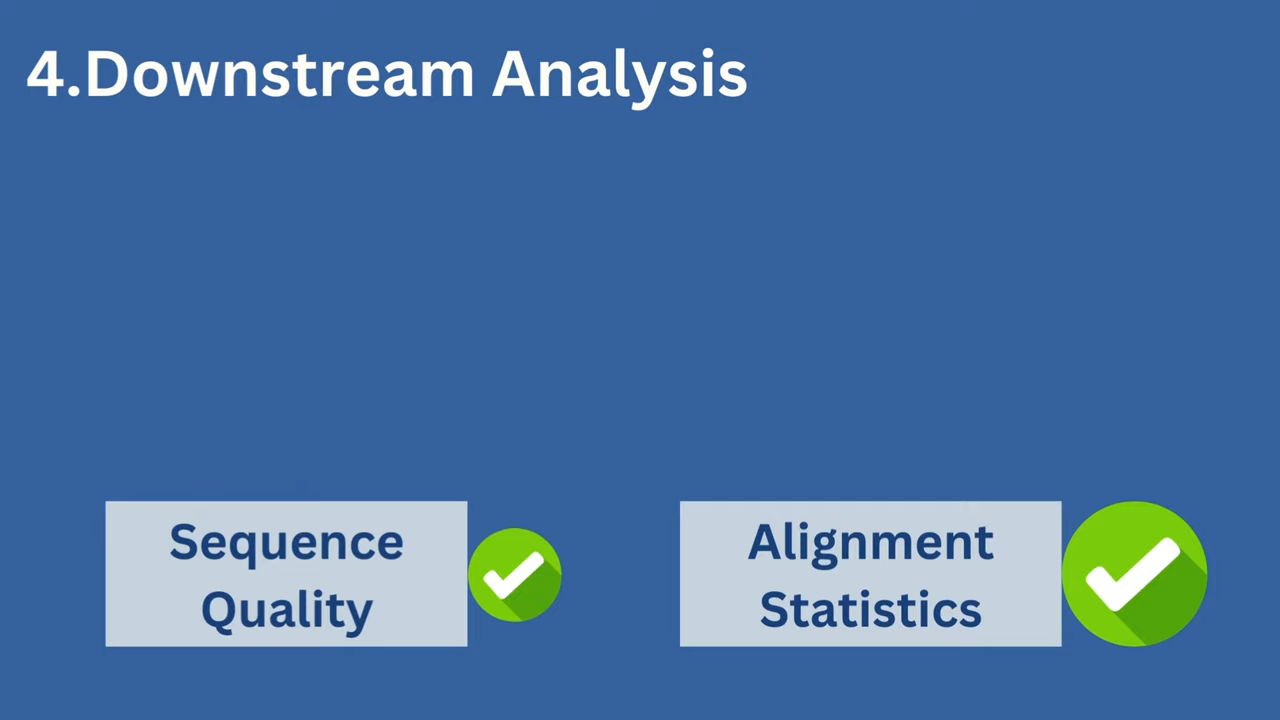 4.Downstream Analysis
Sequence
Quality
Alignment
Statistics